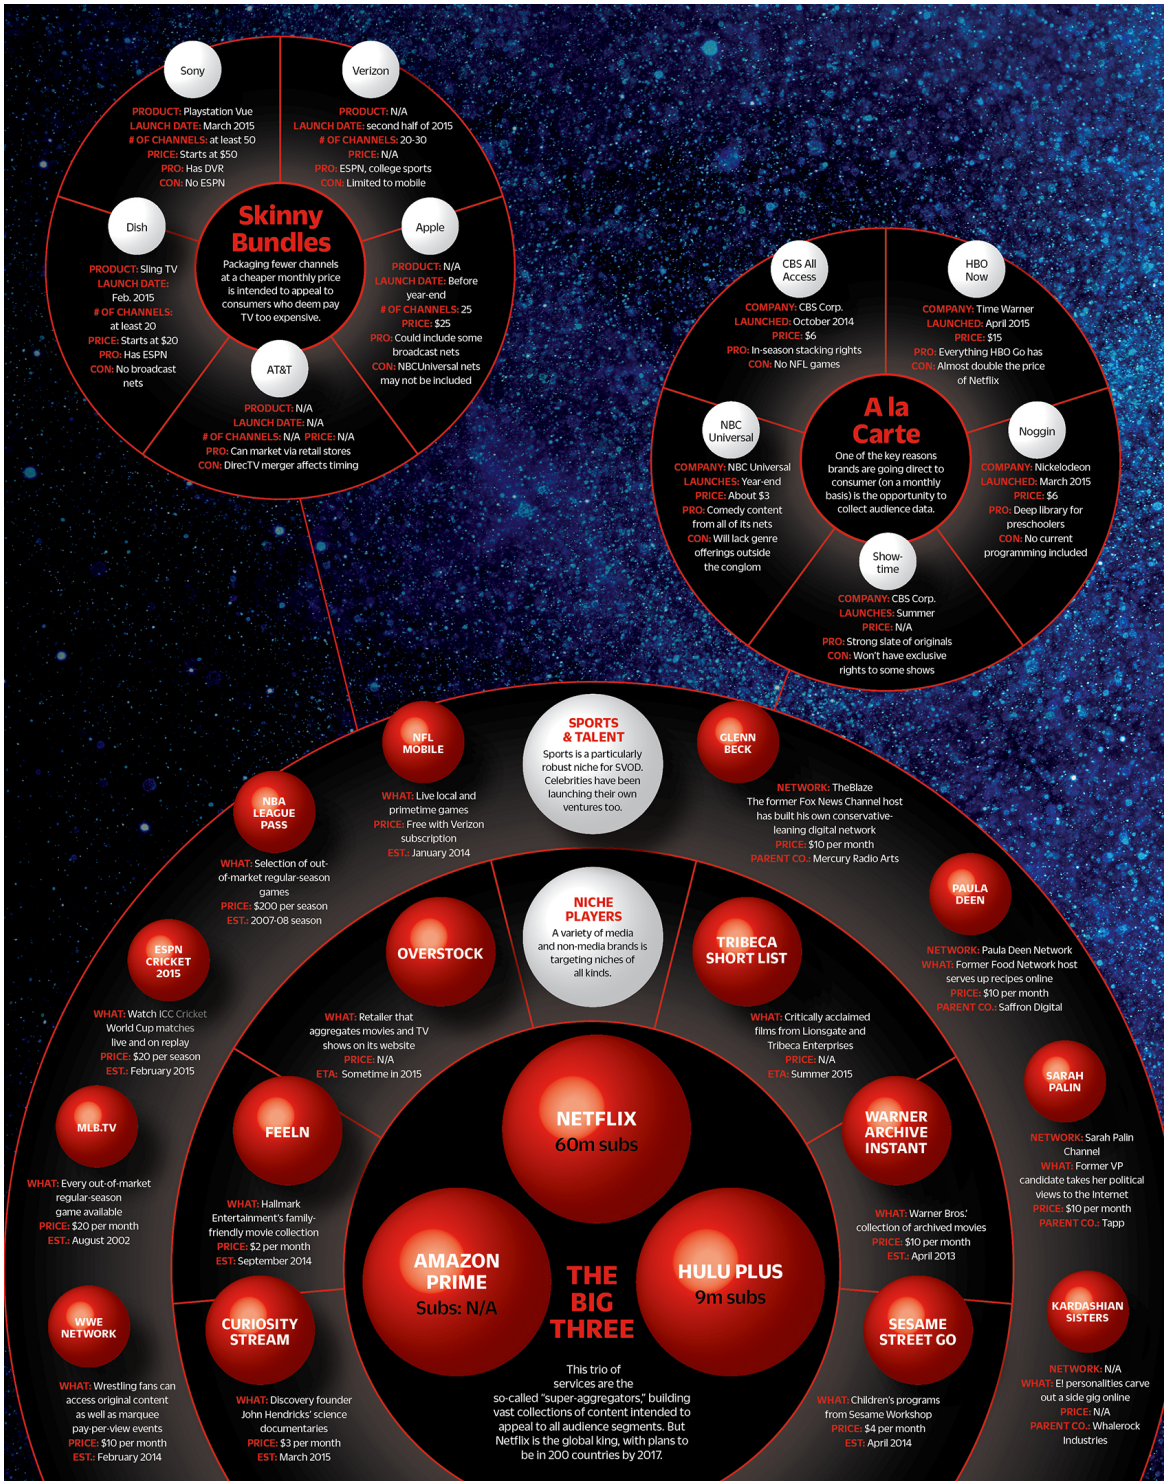 Sony
PRODUCT: Playstation Vue
LAUNCH DATE: March 2015
# OF CHANNELS: at least 50
PRICE: Starts at $50
PRO: Has DVR
CON: No ESPN
Verizon
PRODUCT: N/A
LAUNCH DATE: second half of 2015
# OF CHANNELS: 20-30
PRICE: N/A
PRO: ESPN, college sports
CON: Limited to mobile
Skinny
Bundles
Packaging fewer channels
at a cheaper monthly price
is intended to appeal to
consumers who deem pay
TV too expensive.
Dish
PRODUCT: Sling TV
LAUNCH DATE:
Feb. 2015
# OF CHANNELS:
at least 20
PRICE: Starts at $20
PRO: Has ESPN
CON: No broadcast
nets
Apple
PRODUCT: N/A
LAUNCH DATE: Before
year-end
# OF CHANNELS: 25
PRICE: $25
PRO: Could include some
broadcast nets
CON: NBCUniversal nets
may not be included
AT&T
PRODUCT: N/A
LAUNCH DATE: N/A
# OF CHANNELS: N/A PRICE: N/A
PRO: Can market via retail stores
CON: DirecTV merger affects timing
CBS All
Access
COMPANY: CBS Corp.
LAUNCHED: October 2014
PRICE: $6
PRO: In-season stacking rights
CON: No NFL games
HBO
Now
COMPANY: Time Warner
LAUNCHED: April 2015
PRICE: $15
PRO: Everything HBO Go has
CON: Almost double the price
of Netflix
A la
Carte
One of the key reasons
brands are going direct to
consumer (on a monthly
basis) is the opportunity to
collect audience data.
NBC
Universal
COMPANY: NBC Universal
LAUNCHES: Year-end
PRICE: About $3
PRO: Comedy content
from all of its nets
CON: Will lack genre
offerings outside
the conglom
Noggin
COMPANY: Nickelodeon
LAUNCHED: March 2015
PRICE: $6
PRO: Deep library for
preschoolers
CON: No current
programming included
Show-
time
COMPANY: CBS Corp.
LAUNCHES: Summer
PRICE: N/A
PRO: Strong slate of originals
CON: Won't have exclusive
rights to some shows
SPORTS
& TALENT
Sports is a particularly
robust niche for SVOD.
Celebrities have been
launching their own
ventures too.
NFL
MOBILE
WHAT: Live local and
primetime games
PRICE: Free with Verizon
subscription
EST.: January 2014
GLENN
BECK
NETWORK: TheBlaze
The former Fox News Channel host
has built his own conservative-
leaning digital network
PRICE: $10 per month
PARENT CO.: Mercury Radio Arts
NBA
LEAGUE
PASS
WHAT: Selection of out-
of-market regular-season
games
PRICE: $200 per season
EST.: 2007-08 season
PAULA
DEEN
NETWORK: Paula Deen Network
WHAT: Former Food Network host
serves up recipes online
PRICE: $10 per month
PARENT CO.: Saffron Digital
ESPN
CRICKET
2015
WHAT: Watch ICC Cricket
World Cup matches
live and on replay
PRICE: $20 per season
EST.: February 2015
SARAH
PALIN
NETWORK: Sarah Palin
Channel
WHAT: Former VP
candidate takes her political
views to the Internet
PRICE: $10 per month
PARENT CO.: Tapp
MLB.TV
WHAT: Every out-of-market
regular-season
game available
PRICE: $20 per month
EST.: August 2002
KARDASHIAN
SISTERS
NETWORK: N/A
WHAT: E! personalities carve
out a side gig online
PRICE: N/A
PARENT CO.: Whalerock
Industries
WWE
NETWORK
WHAT: Wrestling fans can
access original content
as well as marquee
pay-per-view events
PRICE: $10 per month
EST.: February 2014
NICHE
PLAYERS
A variety of media
and non-media brands is
targeting niches of
all kinds.
OVERSTOCK
WHAT: Retailer that
aggregates movies and TV
shows on its website
PRICE: N/A
ETA: Sometime in 2015
TRIBECA
SHORT LIST
WHAT: Critically acclaimed
films from Lionsgate and
Tribeca Enterprises
PRICE: N/A
ETA: Summer 2015
FEELN
WHAT: Hallmark
Entertainment's family-
friendly movie collection
PRICE: $2 per month
EST: September 2014
WARNER
ARCHIVE
INSTANT
WHAT: Warner Bros.'
collection of archived movies
PRICE: $10 per month
EST.: April 2013
CURIOSITY
STREAM
WHAT: Discovery founder
John Hendricks' science
documentaries
PRICE: $3 per month
EST: March 2015
SESAME
STREET GO
WHAT: Children's programs
from Sesame Workshop
PRICE: $4 per month
EST: April 2014
NETFLIX
60m subs
AMAZON
PRIME
Subs: N/A
HULU PLUS
9m subs
THE
BIG
THREE
This trio of
services are the
so-called "super-aggregators," building
vast collections of content intended to
appeal to all audience segments. But
Netflix is the global king, with plans to
be in 200 countries by 2017.